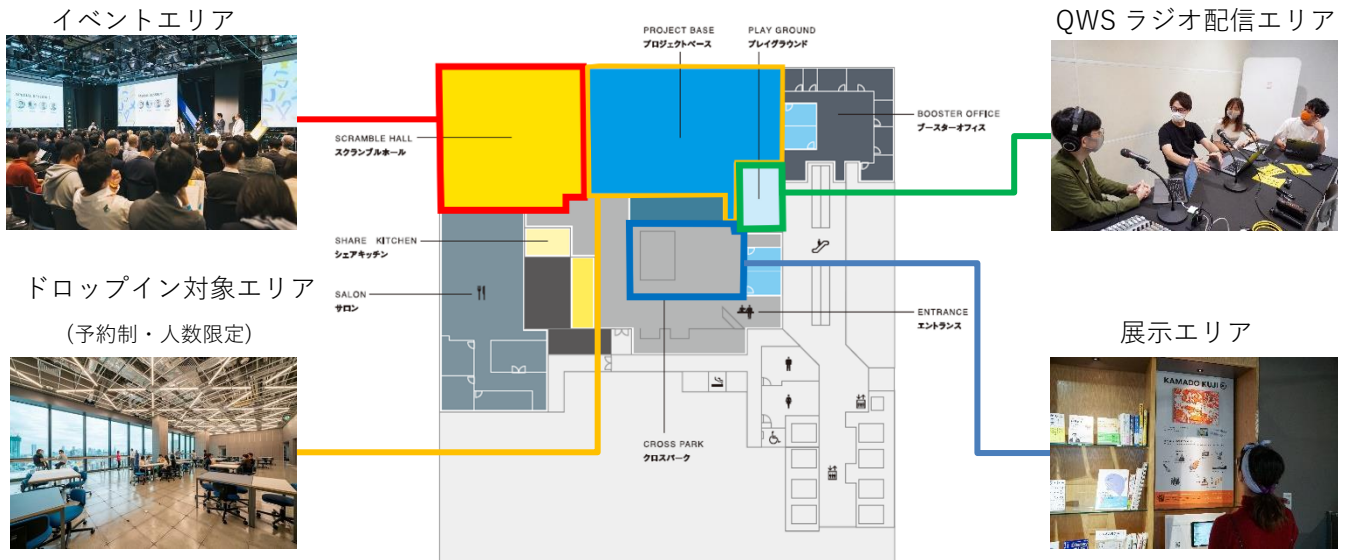 イベントエリア
QWS ラジオ配信エリア
PROJECT BASE
プロジェクトベース
PLAY GROUND
プレイグラウンド
SCRAMBLE HALL
スクランブルホール
BOOSTER OFFICE
ブースターオフィス
SHARE KITCHEN
シェアキッチン
SALON
サロン
ENTRANCE
エントランス
CROSS PARK
クロスパーク
ドロップイン対象エリア
(予約制・人数限定)
展示エリア
KAMADO KUJI